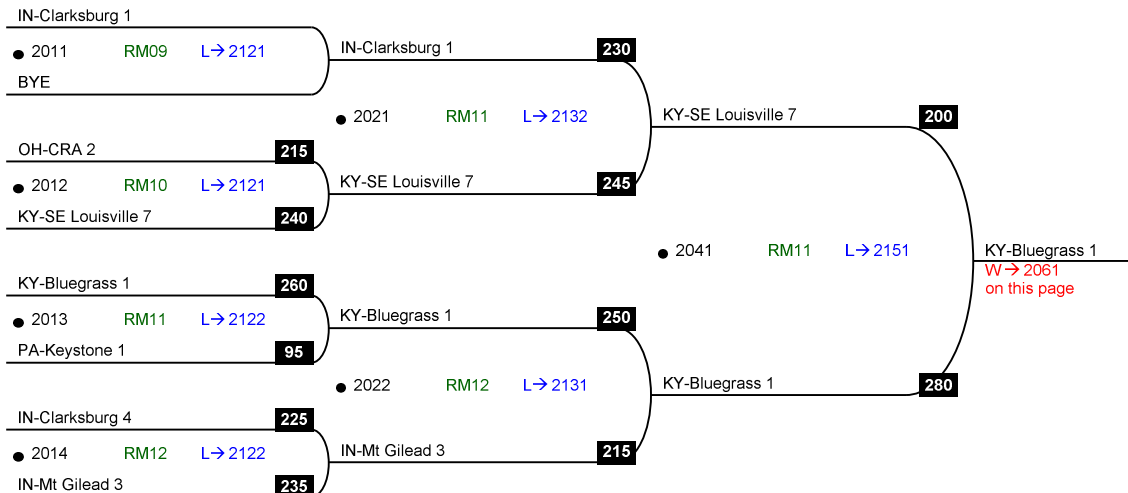 IN-Clarksburg 1
2011 RM09 L→ 2121
BYE
OH-CRA 2 215
2012 RM10 L→ 2121
KY-SE Louisville 7 240
KY-Bluegrass 1 260
2013 RM11 L→ 2122
PA-Keystone 1 95
IN-Clarksburg 4 225
2014 RM12 L→ 2122
IN-Mt Gilead 3 235
IN-Clarksburg 1 230
2021 RM11 L→ 2132
KY-SE Louisville 7 245
KY-Bluegrass 1 250
2022 RM12 L→ 2131
IN-Mt Gilead 3 215
KY-SE Louisville 7 200
2041 RM11 L→ 2151
KY-Bluegrass 1 280
KY-Bluegrass 1
W→ 2061
on this page